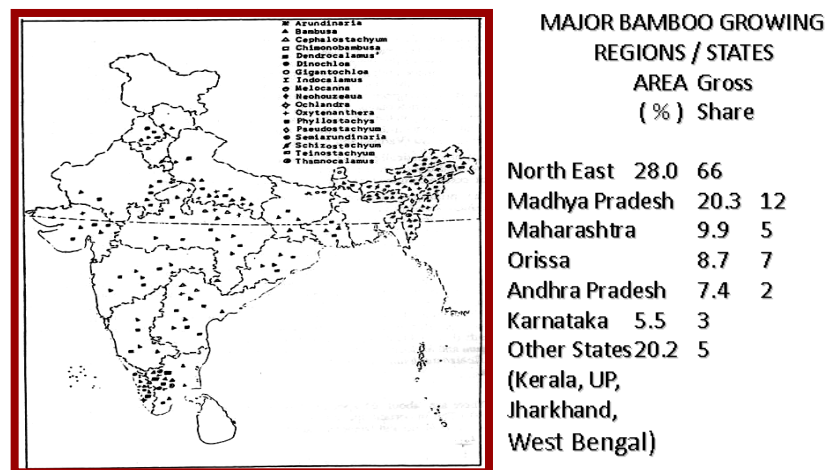 Arundinaria
Bambusa
Cephalostachyum
Chimonobambusa
Dendrocalamus
Dinochloa
Gigantochloa
Indocalamus
Melocanna
Neohouzeaua
Ochlandra
Oxytenanthera
Phyllostachys
Pseudostachyum
Semiarundinaria
Schizostachyum
Teinostachyum
Thamnocalamus
MAJOR BAMBOO GROWING
REGIONS / STATES
AREA Gross
( % ) Share
North East 28.0 66
Madhya Pradesh 20.3 12
Maharashtra 9.9 5
Orissa 8.7 7
Andhra Pradesh 7.4 2
Karnataka 5.5 3
Other States 20.2 5
(Kerala, UP,
Jharkhand,
West Bengal)